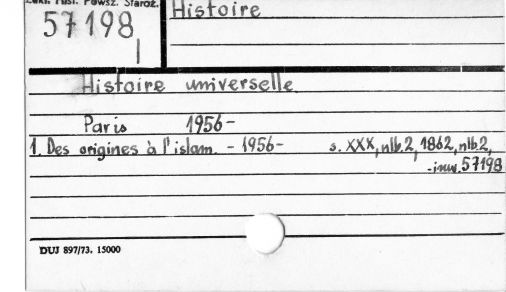 Zakł. Hist. Powsz. Staroż.
57198
I
Histoire
Histoire universelle
Paris 1956-
1. Des origines à l'islam. - 1956- s. XXX, nlb.2, 1862, nlb.2,
-inw. 57198
DUJ 897/73. 15000